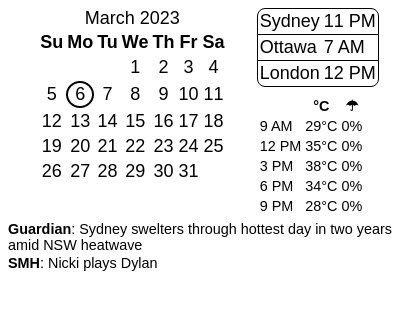 March 2023
Su Mo Tu We Th Fr Sa
1 2 3 4
5 6 7 8 9 10 11
12 13 14 15 16 17 18
19 20 21 22 23 24 25
26 27 28 29 30 31
Sydney 11 PM
Ottawa 7 AM
London 12 PM
°C ☂
9 AM 29°C 0%
12 PM 35°C 0%
3 PM 38°C 0%
6 PM 34°C 0%
9 PM 28°C 0%
Guardian: Sydney swelters through hottest day in two years
amid NSW heatwave
SMH: Nicki plays Dylan